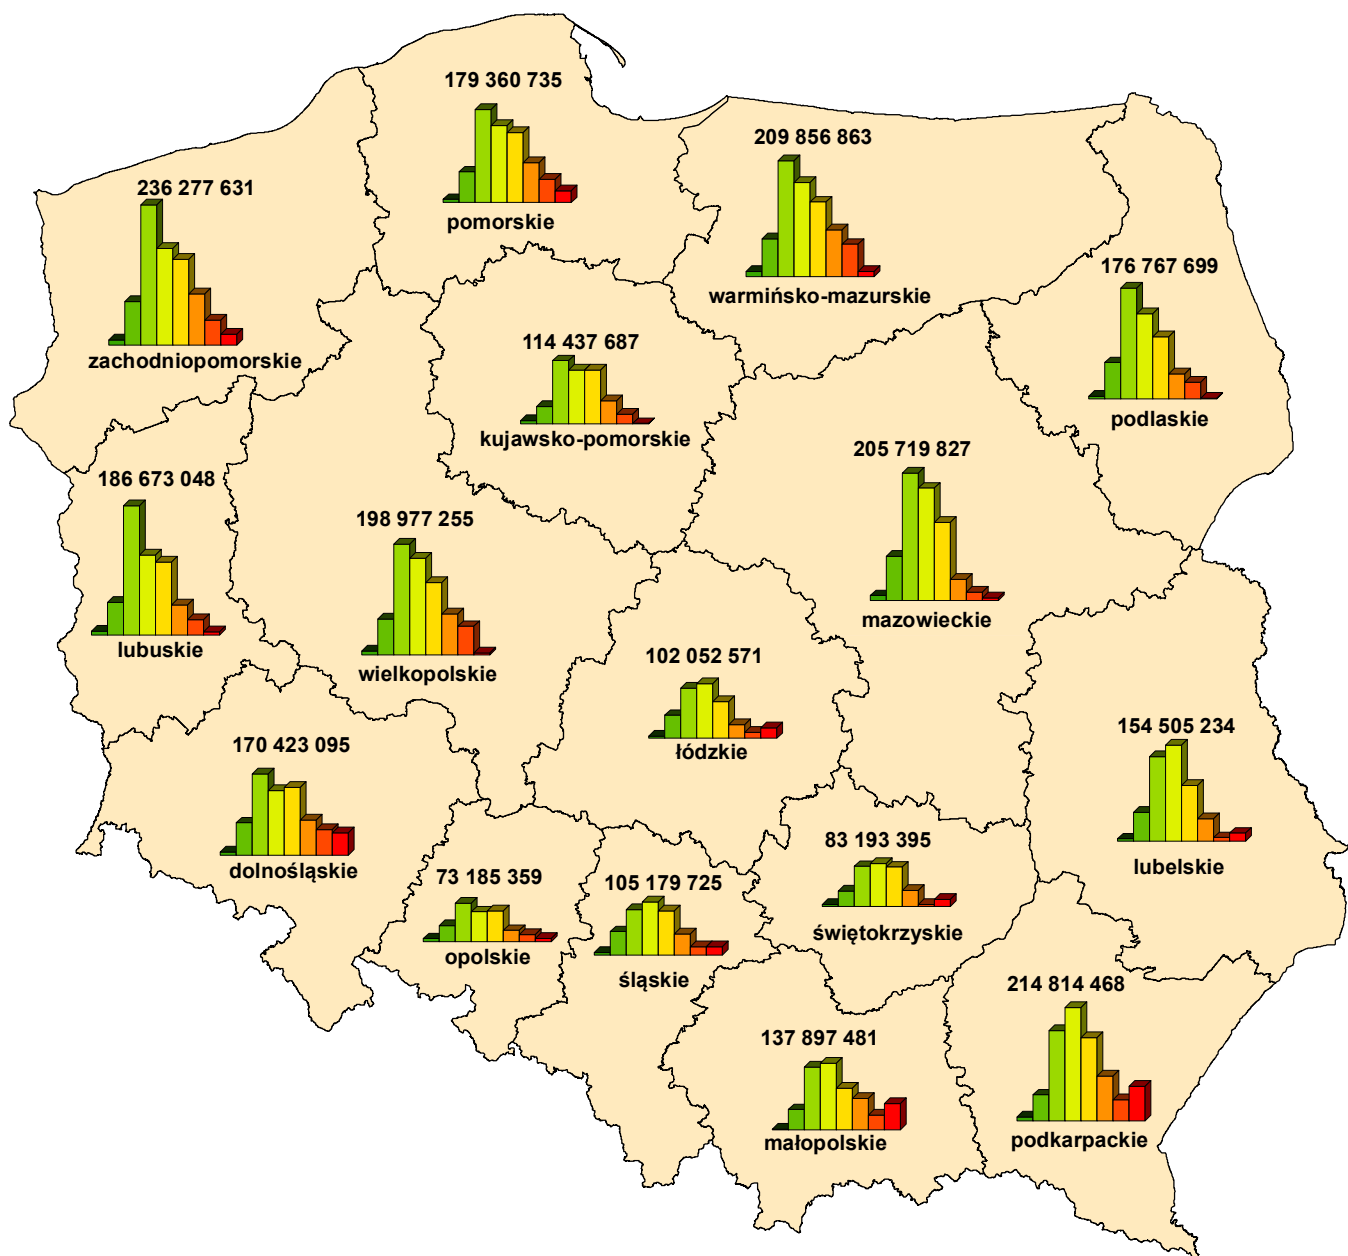 179 360 735
pomorskie
209 856 863
warmińsko-mazurskie
236 277 631
zachodniopomorskie
176 767 699
podlaskie
114 437 687
kujawsko-pomorskie
186 673 048
lubuskie
198 977 255
wielkopolskie
205 719 827
mazowieckie
102 052 571
łódzkie
170 423 095
dolnośląskie
154 505 234
lubelskie
83 193 395
świętokrzyskie
73 185 359
opolskie
105 179 725
śląskie
137 897 481
małopolskie
214 814 468
podkarpackie